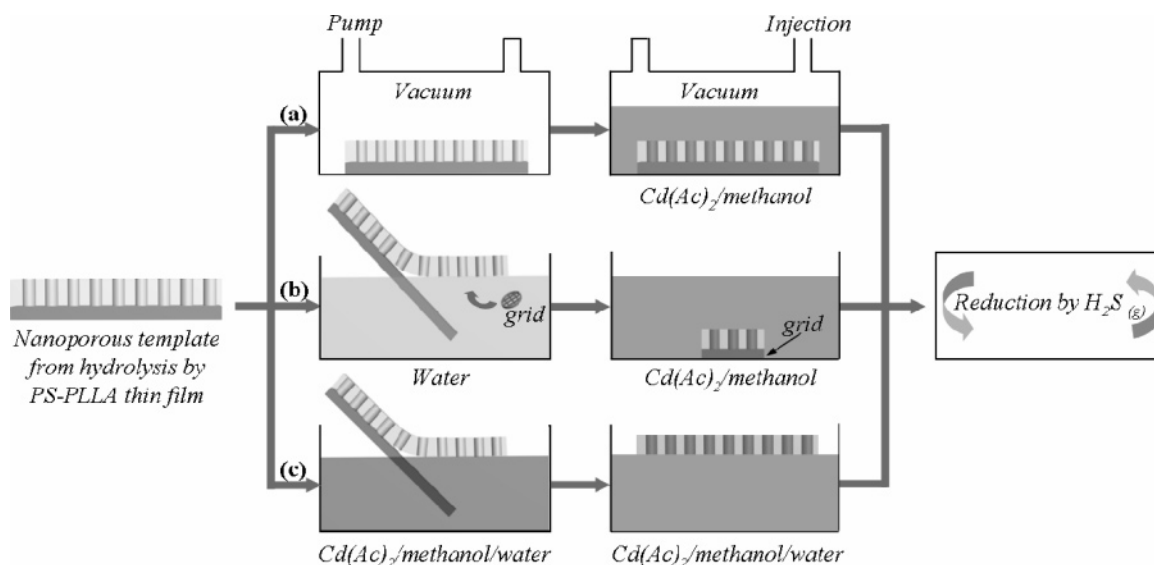 Pump
Injection
Vacuum
Vacuum
(a)
Cd(Ac)₂/methanol
(b)
grid
grid
Reduction by H₂S (g)
Nanoporous template
from hydrolysis by
PS-PLLA thin film
Water
Cd(Ac)₂/methanol
(c)
Cd(Ac)₂/methanol/water
Cd(Ac)₂/methanol/water